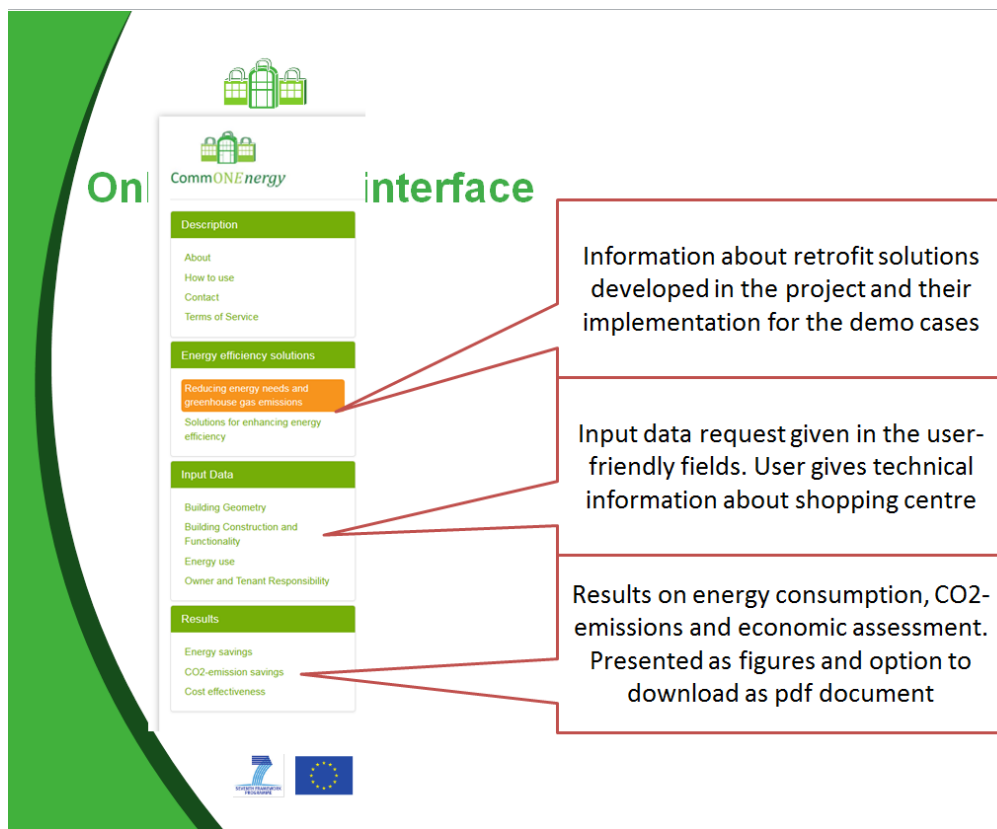 Onl
interface
CommONEnergy
Description
About
How to use
Contact
Terms of Service
Energy efficiency solutions
Reducing energy needs and
greenhouse gas emissions
Solutions for enhancing energy
efficiency
Input Data
Building Geometry
Building Construction and
Functionality
Energy use
Owner and Tenant Responsibility
Results
Energy savings
CO2-emission savings
Cost effectiveness
Information about retrofit solutions
developed in the project and their
implementation for the demo cases
Input data request given in the user-
friendly fields. User gives technical
information about shopping centre
Results on energy consumption, CO2-
emissions and economic assessment.
Presented as figures and option to
download as pdf document
SEVENTH FRAMEWORK
PROGRAMME